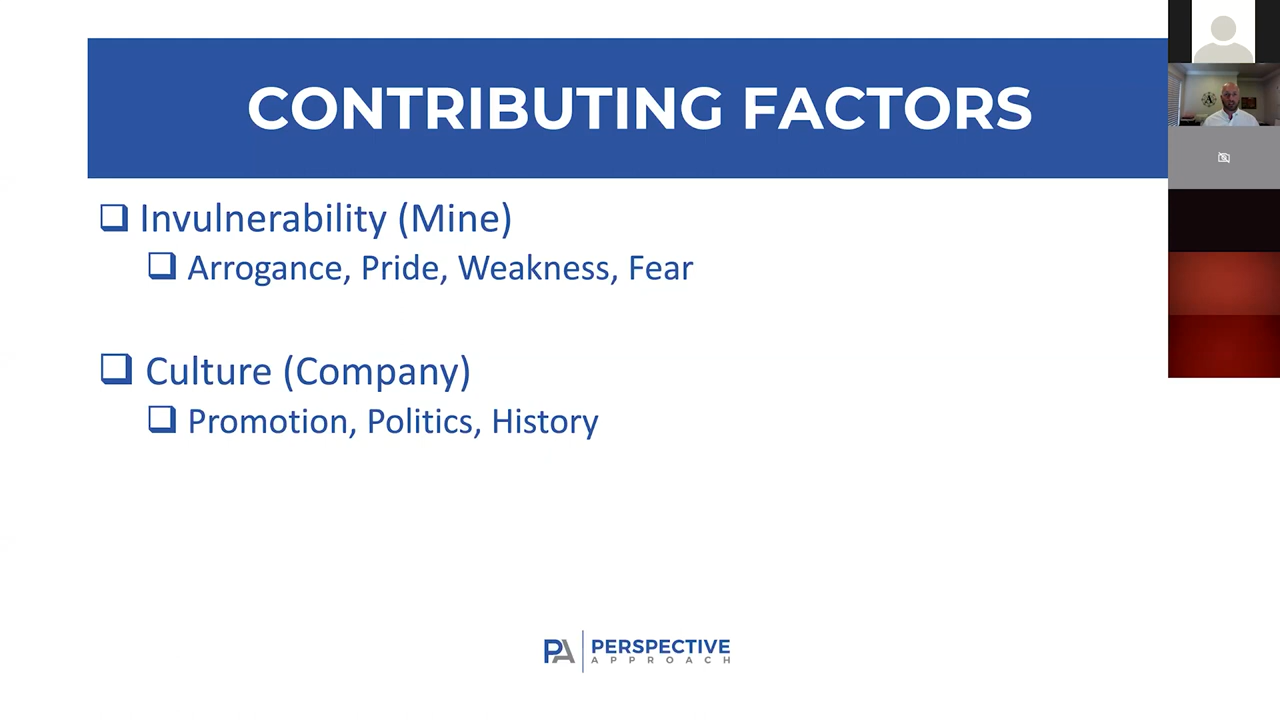 CONTRIBUTING FACTORS
Invulnerability (Mine)
Arrogance, Pride, Weakness, Fear
Culture (Company)
Promotion, Politics, History
PA PERSPECTIVE
APPROACH